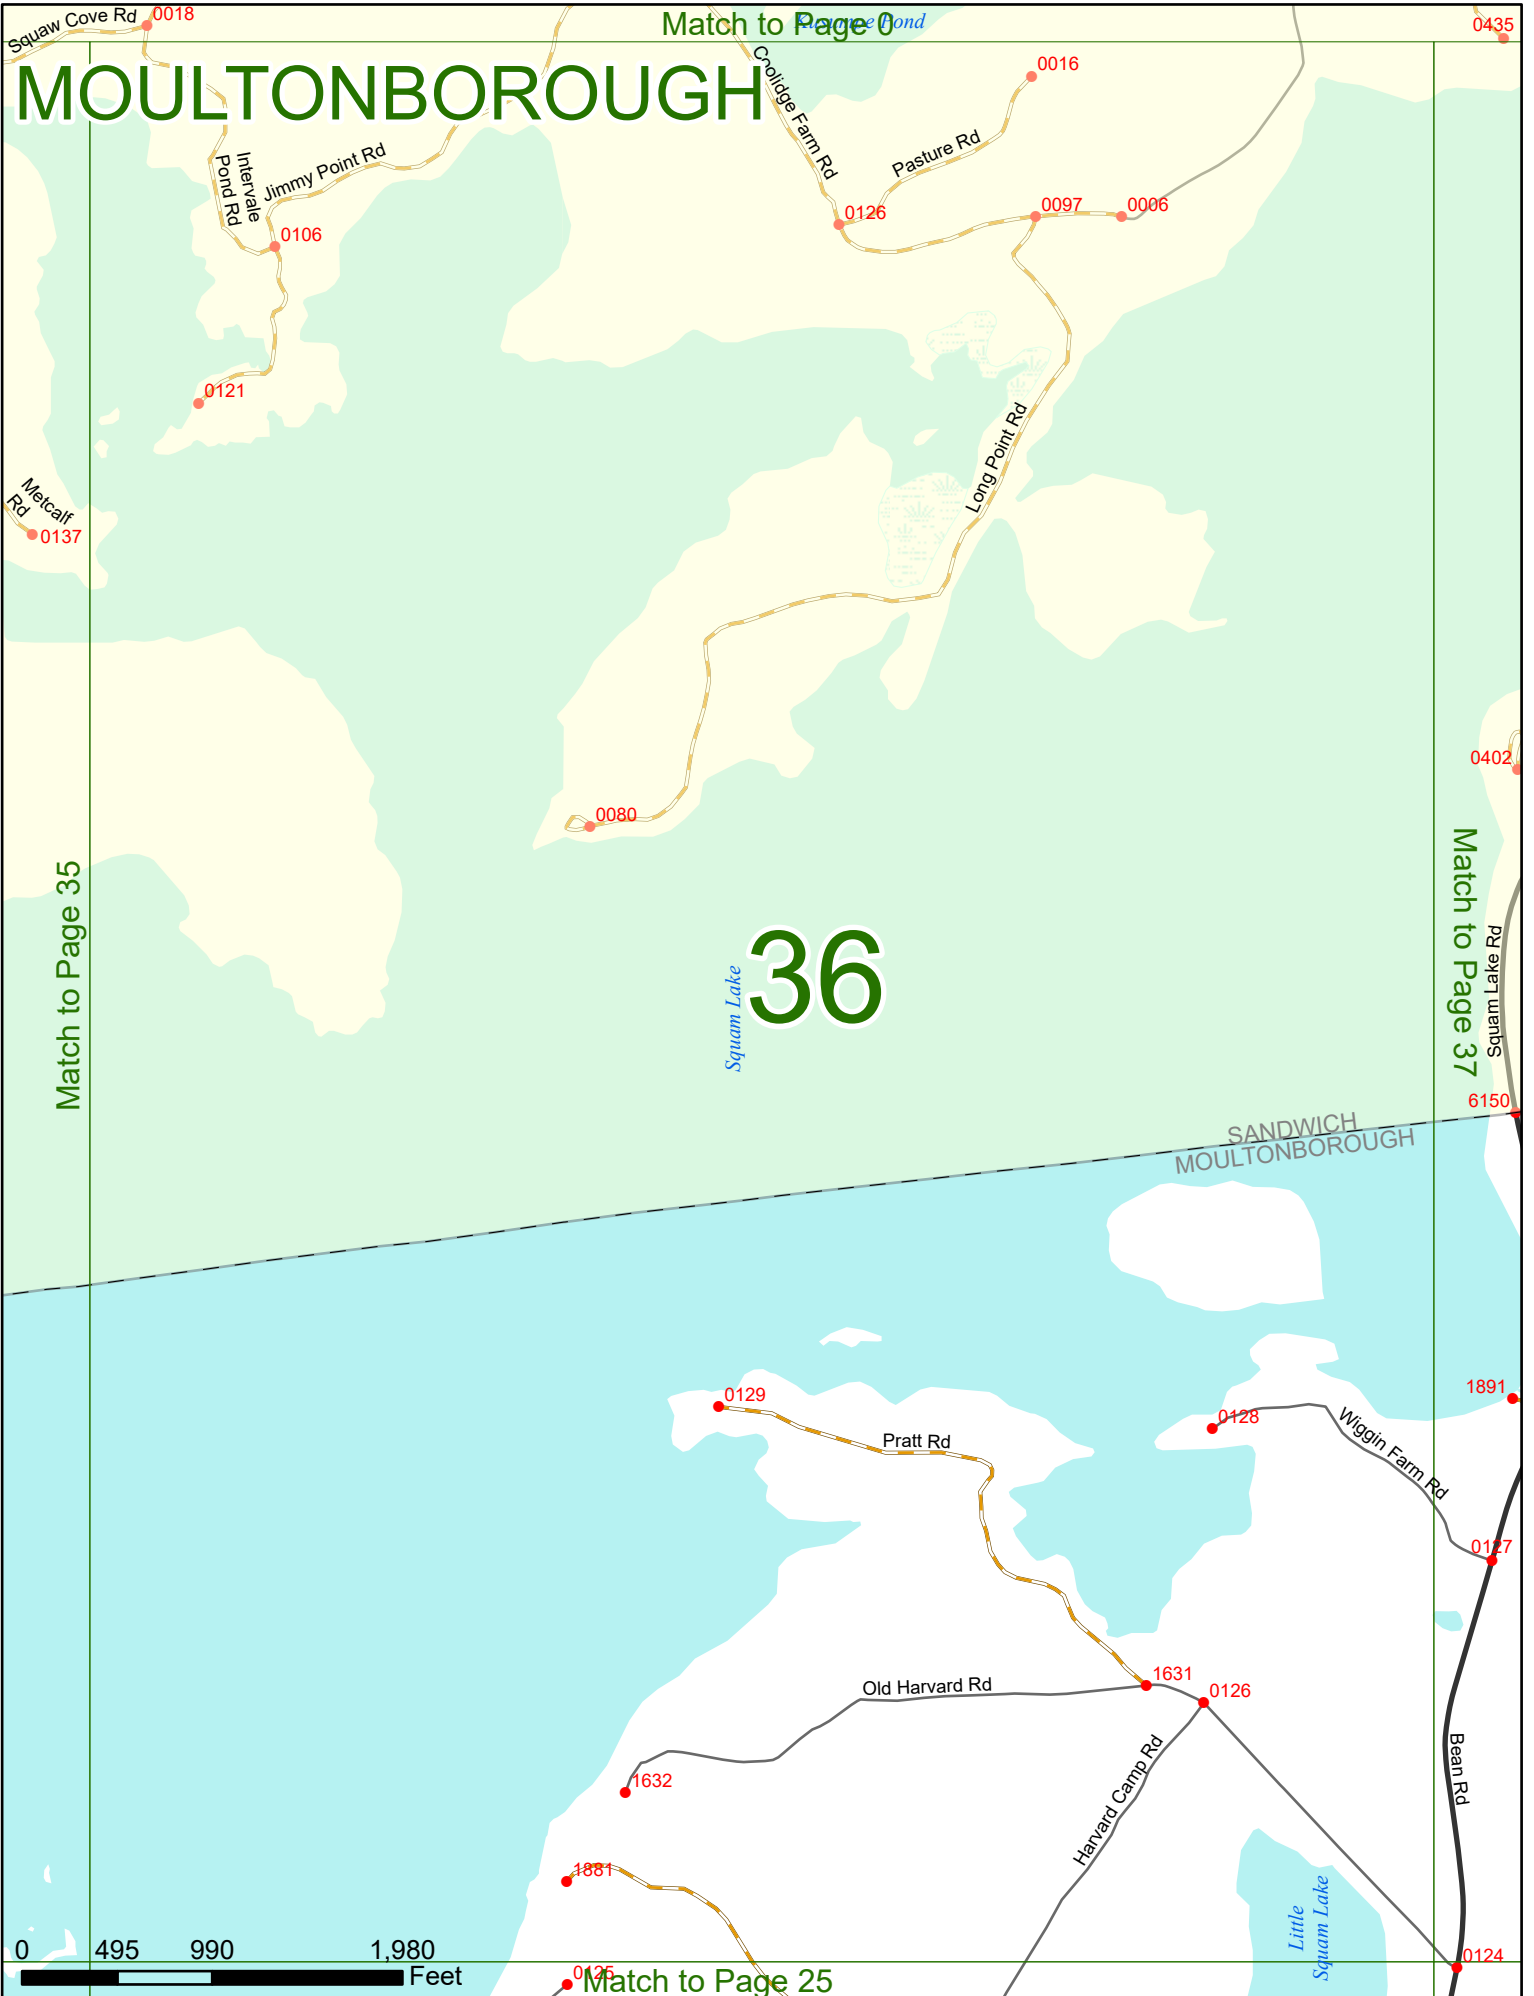 Squaw Cove Rd
0018
Match to Page 0
Kusumpe Pond
0435
MOULTONBOROUGH
Coolidge Farm Rd
0016
Pasture Rd
Intervale
Pond Rd
Jimmy Point Rd
0106
0126
0097
0006
0121
Long Point Rd
Metcalf
Rd
0137
0402
0080
Match to Page 35
Match to Page 37
36
Squam Lake
Squam Lake Rd
6150
SANDWICH
MOULTONBOROUGH
0129
Pratt Rd
0128
1891
Wiggin Farm Rd
0127
1631
Old Harvard Rd
0126
1632
Harvard Camp Rd
Bean Rd
1881
Little
Squam Lake
0 495 990 1,980
Feet
0125
Match to Page 25
0124